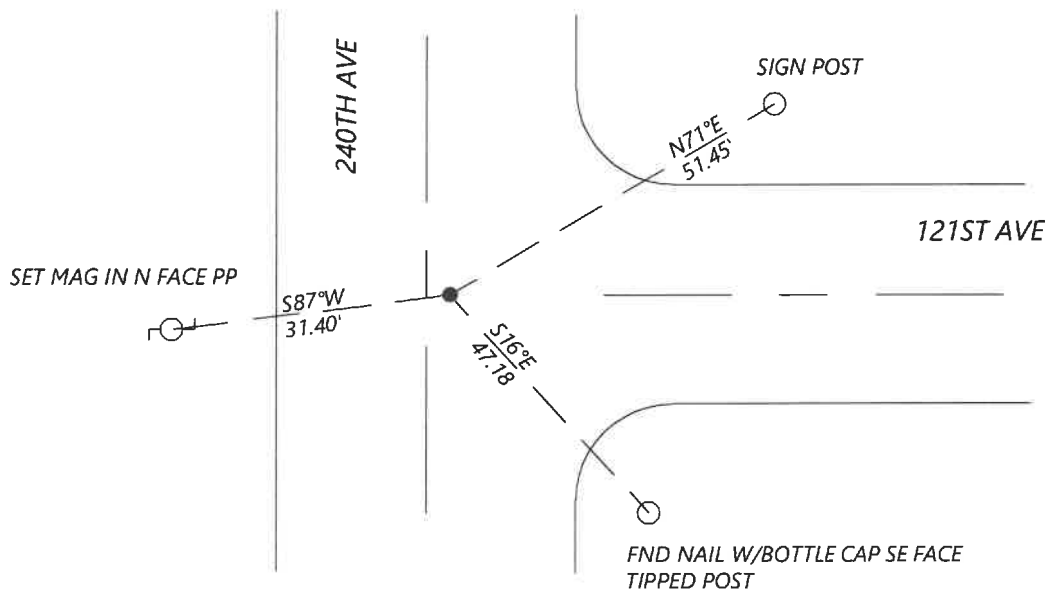 240TH AVE
SIGN POST
N71°E
51.45'
121ST AVE
SET MAG IN N FACE PP
S87°W
31.40'
S16°E
47.18
FND NAIL W/BOTTLE CAP SE FACE
TIPPED POST